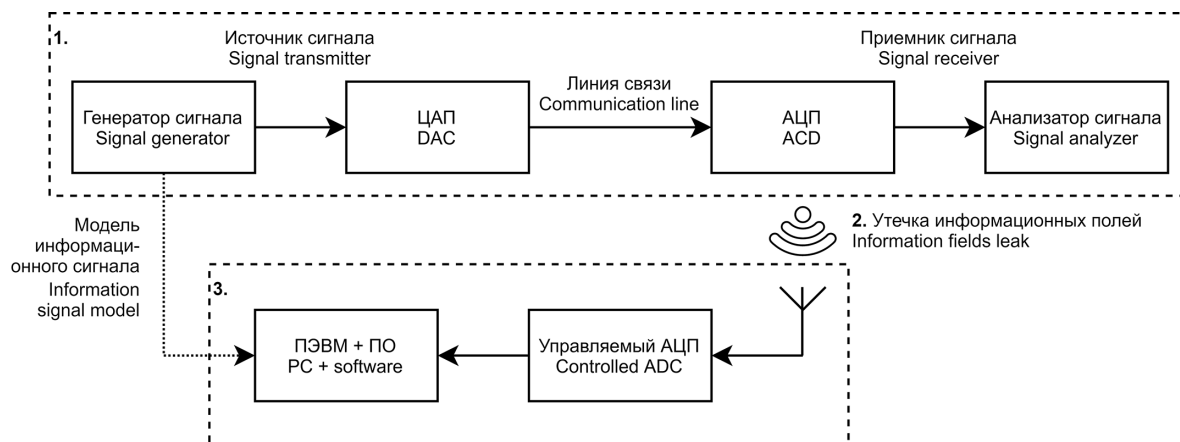 1.
Источник сигнала
Signal transmitter
Приемник сигнала
Signal receiver
Линия связи
Communication line
Генератор сигнала
Signal generator
ЦАП
DAC
АЦП
ACD
Анализатор сигнала
Signal analyzer
Модель
информаци-
онного сигнала
Information
signal model
2. Утечка информационных полей
Information fields leak
3.
ПЭВМ + ПО
PC + software
Управляемый АЦП
Controlled ADC